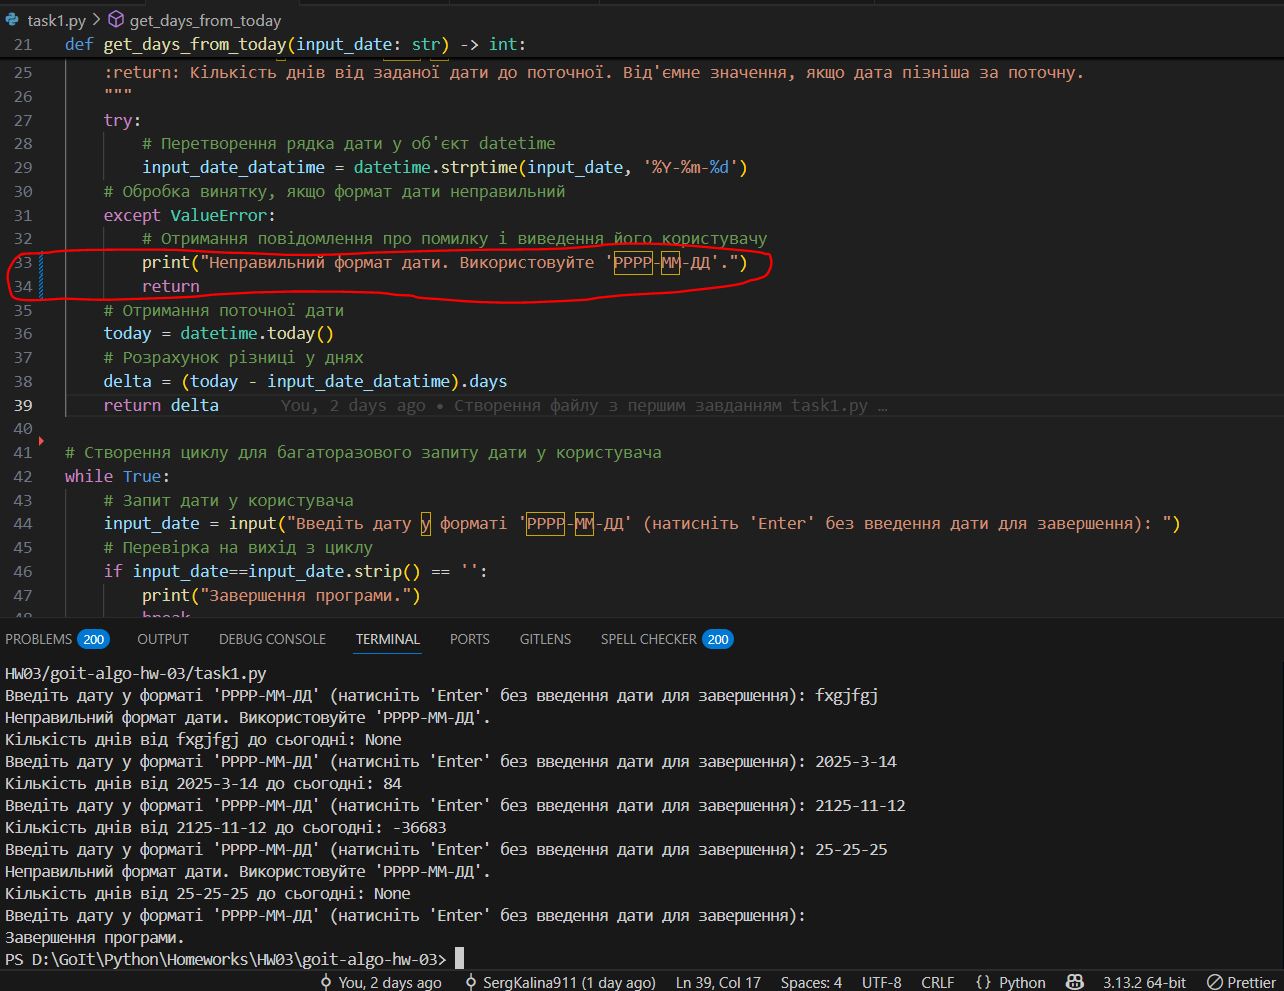 task1.py > get_days_from_today
21 def get_days_from_today(input_date: str) -> int:
25 :return: Кількість днів від заданої дати до поточної. Від'ємне значення, якщо дата пізніша за поточну.
26 """
27 try:
28 # Перетворення рядка дати у об'єкт datetime
29 input_date_datatime = datetime.strptime(input_date, '%Y-%m-%d')
30 # Обробка винятку, якщо формат дати неправильний
31 except ValueError:
32 # Отримання повідомлення про помилку і виведення його користувачу
33 print("Неправильний формат дати. Використовуйте 'РРРР-ММ-ДД'.")
34 return
35 # Отримання поточної дати
36 today = datetime.today()
37 # Розрахунок різниці у днях
38 delta = (today - input_date_datatime).days
39 return delta You, 2 days ago • Створення файлу з першим завданням task1.py …
40
41 # Створення циклу для багаторазового запиту дати у користувача
42 while True:
43 # Запит дати у користувача
44 input_date = input("Введіть дату у форматі 'РРРР-ММ-ДД' (натисніть 'Enter' без введення дати для завершення): ")
45 # Перевірка на вихід з циклу
46 if input_date==input_date.strip() == '':
47 print("Завершення програми.")
48 break
PROBLEMS 200 OUTPUT DEBUG CONSOLE TERMINAL PORTS GITLENS SPELL CHECKER 200
HW03/goit-algo-hw-03/task1.py
Введіть дату у форматі 'РРРР-ММ-ДД' (натисніть 'Enter' без введення дати для завершення): fxgjfgj
Неправильний формат дати. Використовуйте 'РРРР-ММ-ДД'.
Кількість днів від fxgjfgj до сьогодні: None
Введіть дату у форматі 'РРРР-ММ-ДД' (натисніть 'Enter' без введення дати для завершення): 2025-3-14
Кількість днів від 2025-3-14 до сьогодні: 84
Введіть дату у форматі 'РРРР-ММ-ДД' (натисніть 'Enter' без введення дати для завершення): 2125-11-12
Кількість днів від 2125-11-12 до сьогодні: -36683
Введіть дату у форматі 'РРРР-ММ-ДД' (натисніть 'Enter' без введення дати для завершення): 25-25-25
Неправильний формат дати. Використовуйте 'РРРР-ММ-ДД'.
Кількість днів від 25-25-25 до сьогодні: None
Введіть дату у форматі 'РРРР-ММ-ДД' (натисніть 'Enter' без введення дати для завершення):
Завершення програми.
PS D:\GoIt\Python\Homeworks\HW03\goit-algo-hw-03>
You, 2 days ago SergKalina911 (1 day ago) Ln 39, Col 17 Spaces: 4 UTF-8 CRLF {} Python 3.13.2 64-bit Prettier